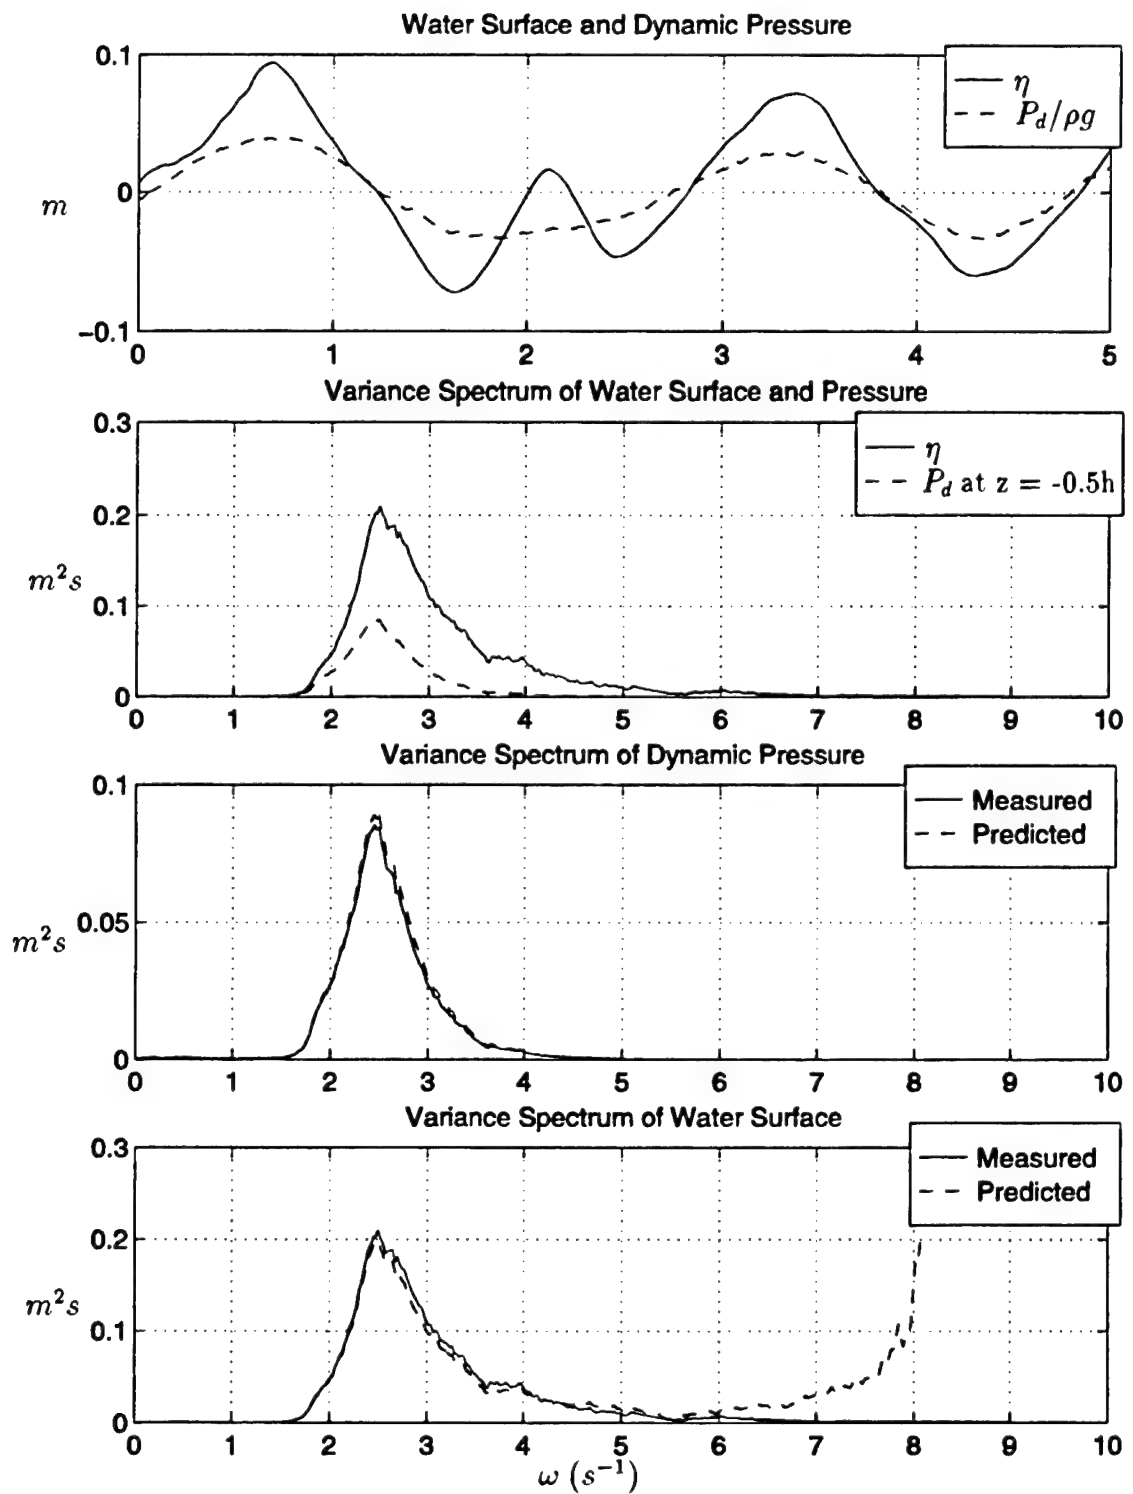 Water Surface and Dynamic Pressure
0.1
η
P_d/ρg
0
m
−0.1
0 1 2 3 4 5
Variance Spectrum of Water Surface and Pressure
0.3
η
P_d at z = -0.5h
0.2
m²s
0.1
0
0 1 2 3 4 5 6 7 8 9 10
Variance Spectrum of Dynamic Pressure
0.1
Measured
Predicted
0.05
m²s
0
0 1 2 3 4 5 6 7 8 9 10
Variance Spectrum of Water Surface
0.3
Measured
Predicted
0.2
m²s
0.1
0
0 1 2 3 4 5 6 7 8 9 10
ω (s⁻¹)